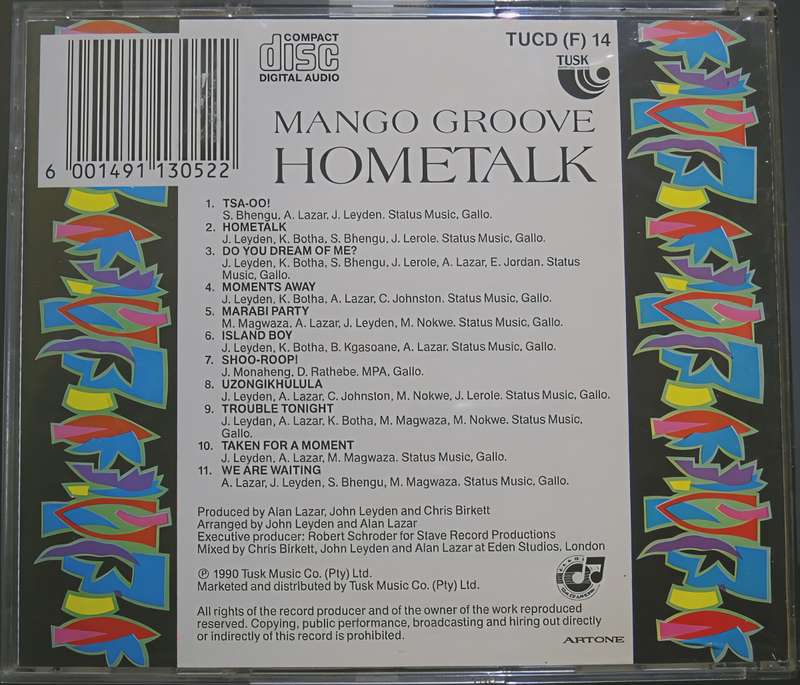 COMPACT
disc
DIGITAL AUDIO
TUCD (F) 14
TUSK
6 001491 130522
MANGO GROOVE
HOMETALK
1. TSA-OO!
S. Bhengu, A. Lazar, J. Leyden. Status Music, Gallo.
2. HOMETALK
J. Leyden, K. Botha, S. Bhengu, J. Lerole. Status Music, Gallo.
3. DO YOU DREAM OF ME?
J. Leyden, K. Botha, S. Bhengu, J. Lerole, A. Lazar, E. Jordan. Status
Music, Gallo.
4. MOMENTS AWAY
J. Leyden, K. Botha, A. Lazar, C. Johnston. Status Music, Gallo.
5. MARABI PARTY
M. Magwaza, A. Lazar, J. Leyden, M. Nokwe. Status Music, Gallo.
6. ISLAND BOY
J. Leyden, K. Botha, B. Kgasoane, A. Lazar. Status Music, Gallo.
7. SHOO-ROOP!
J. Monaheng, D. Rathebe. MPA, Gallo.
8. UZONGIKHULULA
J. Leyden, A. Lazar, C. Johnston, M. Nokwe, J. Lerole. Status Music, Gallo.
9. TROUBLE TONIGHT
J. Leydan, A. Lazar, K. Botha, M. Magwaza, M. Nokwe. Status Music,
Gallo.
10. TAKEN FOR A MOMENT
J. Leyden, A. Lazar, M. Magwaza. Status Music, Gallo.
11. WE ARE WAITING
A. Lazar, J. Leyden, S. Bhengu, M. Magwaza. Status Music, Gallo.
Produced by Alan Lazar, John Leyden and Chris Birkett
Arranged by John Leyden and Alan Lazar
Executive producer: Robert Schroder for Stave Record Productions
Mixed by Chris Birkett, John Leyden and Alan Lazar at Eden Studios, London
℗ 1990 Tusk Music Co. (Pty) Ltd.
Marketed and distributed by Tusk Music Co. (Pty) Ltd.
All rights of the record producer and of the owner of the work reproduced
reserved. Copying, public performance, broadcasting and hiring out directly
or indirectly of this record is prohibited.
ARTONE